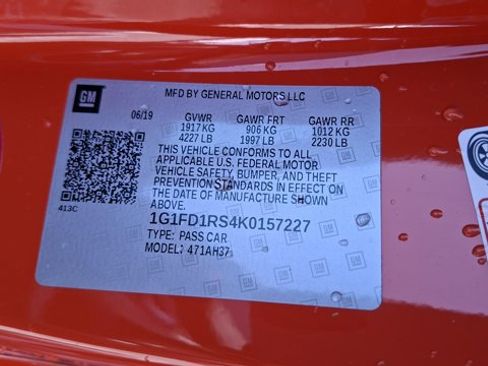 GM
MFD BY GENERAL MOTORS LLC
06/19 GVWR GAWR FRT GAWR RR
1917 KG 906 KG 1012 KG
4227 LB 1997 LB 2230 LB
THIS VEHICLE CONFORMS TO ALL
APPLICABLE U.S. FEDERAL MOTOR
VEHICLE SAFETY, BUMPER, AND THEFT
PREVENTION STANDARDS IN EFFECT ON
THE DATE OF MANUFACTURE SHOWN
ABOVE.
413C
1G1FD1RS4K0157227
TYPE: PASS CAR
MODEL: 471AH37